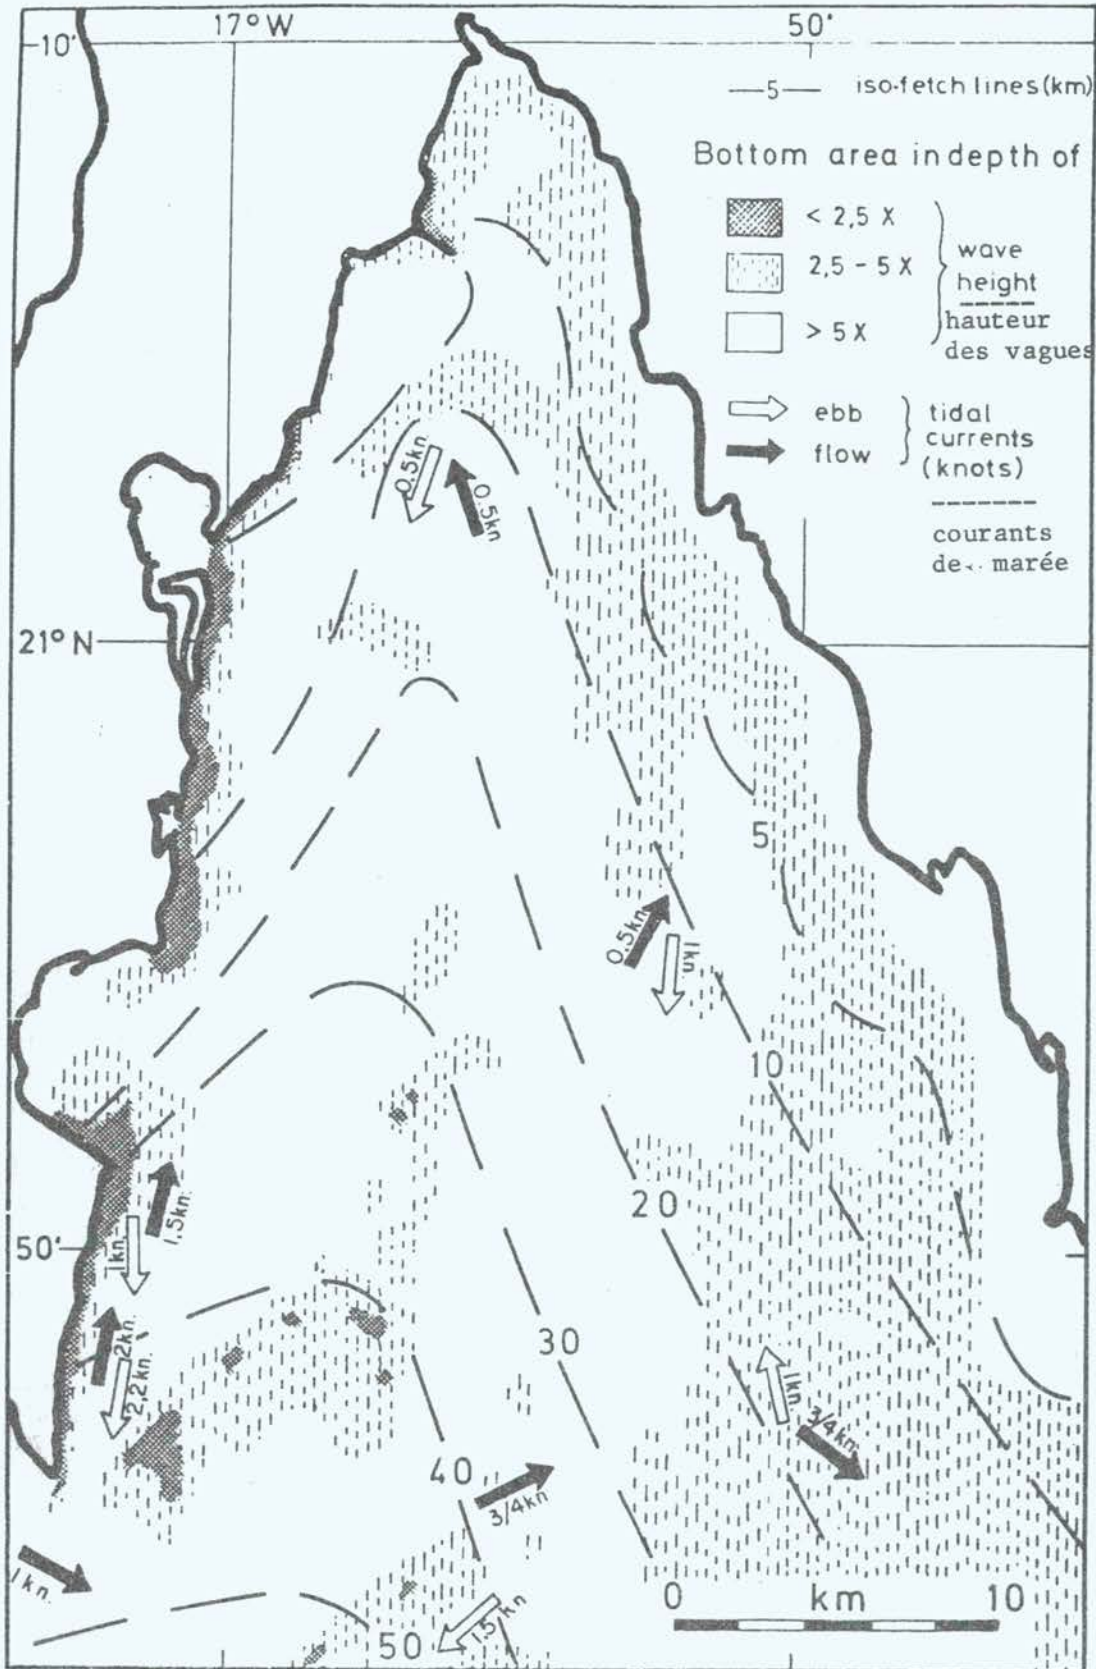 17° W
50'
10'
—5— iso-fetch lines (km)
Bottom area in depth of
< 2,5 X
2,5 - 5 X
> 5 X
wave
height
hauteur
des vagues
ebb
flow
tidal
currents
(knots)
courants
de marée
0.5kn.
0.5kn
21° N
5
0.5kn.
1kn.
10
20
1.5kn.
1kn.
50'
2kn.
2,2kn.
30
1kn.
3/4kn.
40
3/4kn
1kn.
50
1.5kn
0 km 10